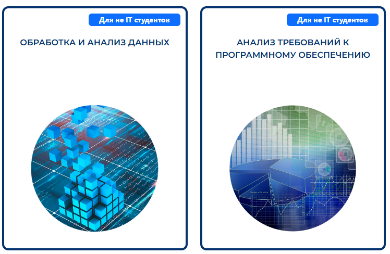 Для не IT студентов
ОБРАБОТКА И АНАЛИЗ ДАННЫХ
Для не IT студентов
АНАЛИЗ ТРЕБОВАНИЙ К
ПРОГРАММНОМУ ОБЕСПЕЧЕНИЮ